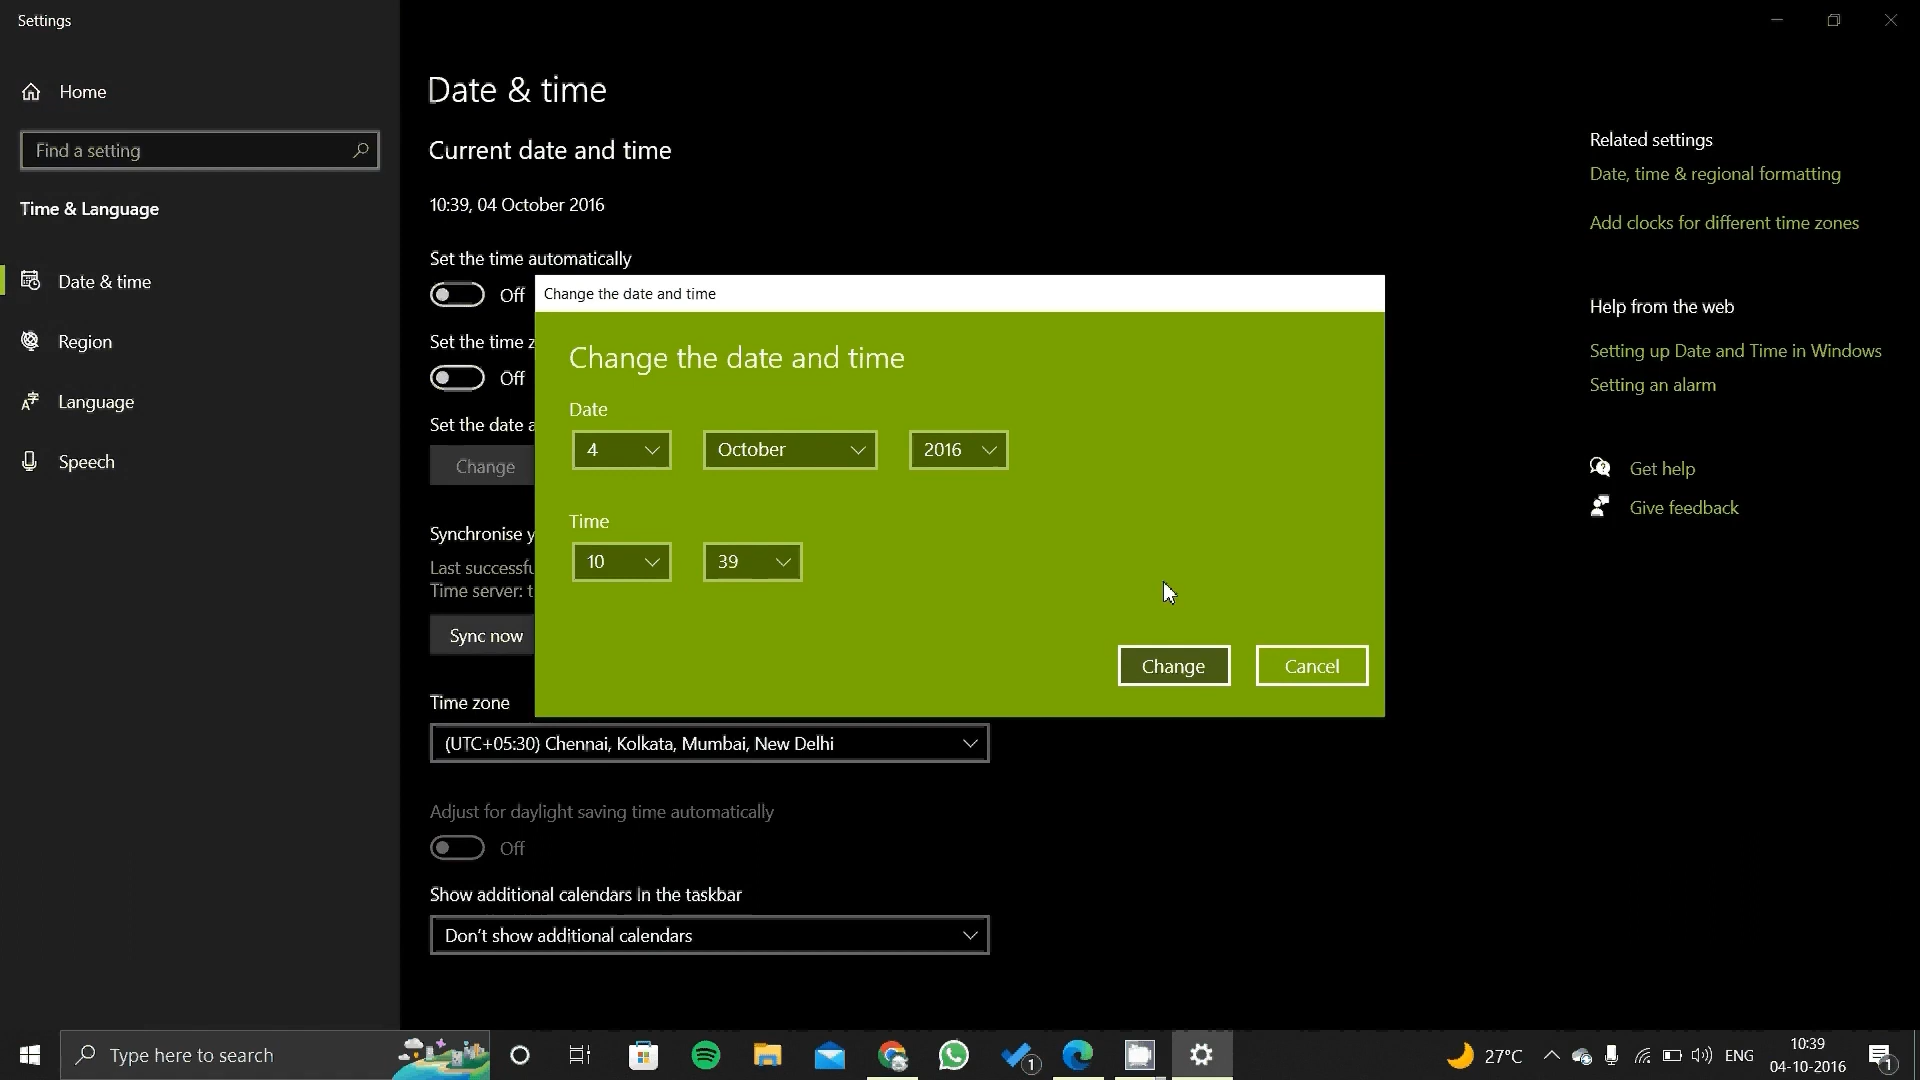 Settings
Home
Find a setting
Time & Language
Date & time
Region
Language
Speech
Date & time
Current date and time
10:39, 04 October 2016
Set the time automatically
Off
Set the time z
Off
Set the date a
Change
Synchronise y
Last successfu
Time server: t
Sync now
Time zone
(UTC+05:30) Chennai, Kolkata, Mumbai, New Delhi
Adjust for daylight saving time automatically
Off
Show additional calendars in the taskbar
Don't show additional calendars
Change the date and time
Change the date and time
Date
4 October 2016
Time
10 39
Change Cancel
Related settings
Date, time & regional formatting
Add clocks for different time zones
Help from the web
Setting up Date and Time in Windows
Setting an alarm
Get help
Give feedback
Type here to search
1
27°C
ENG
10:39
04-10-2016
1